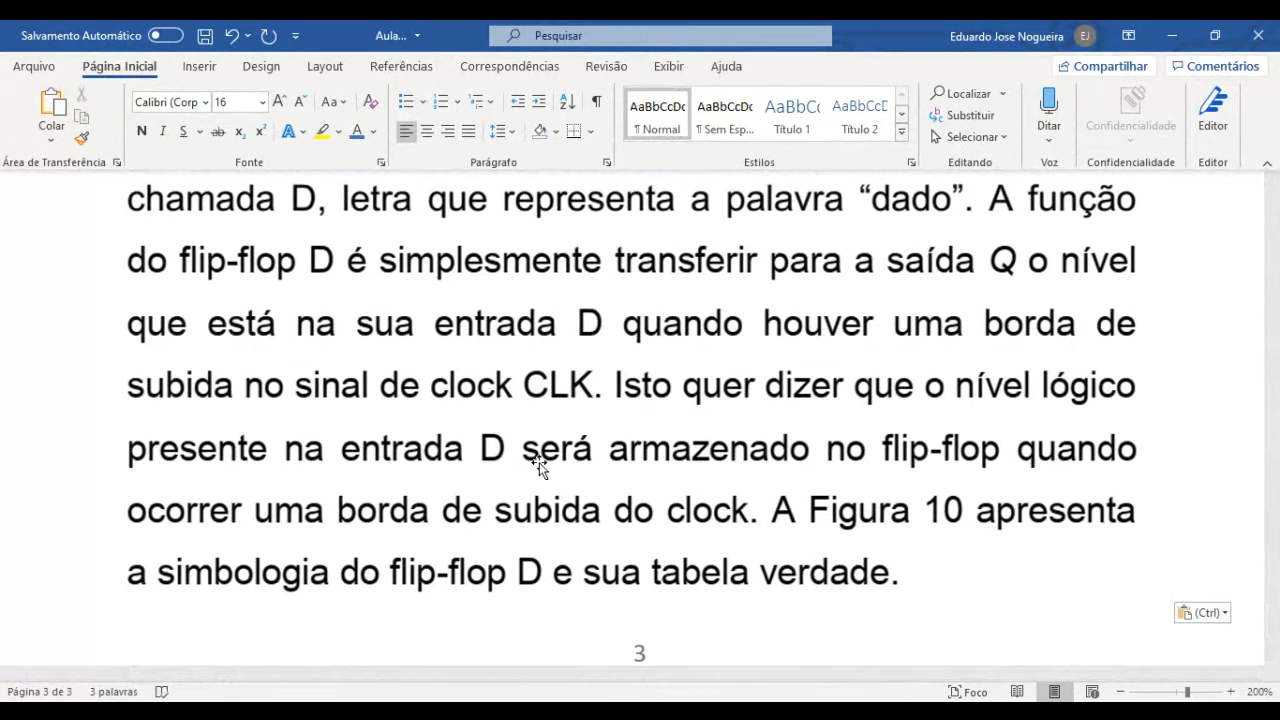 Salvamento Automático Aula... Pesquisar Eduardo Jose Nogueira EJ
Arquivo Página Inicial Inserir Design Layout Referências Correspondências Revisão Exibir Ajuda Compartilhar Comentários
Colar
Área de Transferência
Calibri (Corp 16 A A Aa A
N I S ab x₂ x² A A
Fonte
Parágrafo
AaBbCcDc AaBbCcDc AaBbC AaBbCcD
¶ Normal ¶ Sem Esp... Título 1 Título 2
Estilos
Localizar
Substituir
Selecionar
Editando
Ditar
Voz
Confidencialidade
Confidencialidade
Editor
Editor
chamada D, letra que representa a palavra “dado”. A função
do flip-flop D é simplesmente transferir para a saída Q o nível
que está na sua entrada D quando houver uma borda de
subida no sinal de clock CLK. Isto quer dizer que o nível lógico
presente na entrada D será armazenado no flip-flop quando
ocorrer uma borda de subida do clock. A Figura 10 apresenta
a simbologia do flip-flop D e sua tabela verdade.
(Ctrl)
3
Página 3 de 3 3 palavras Foco 200%